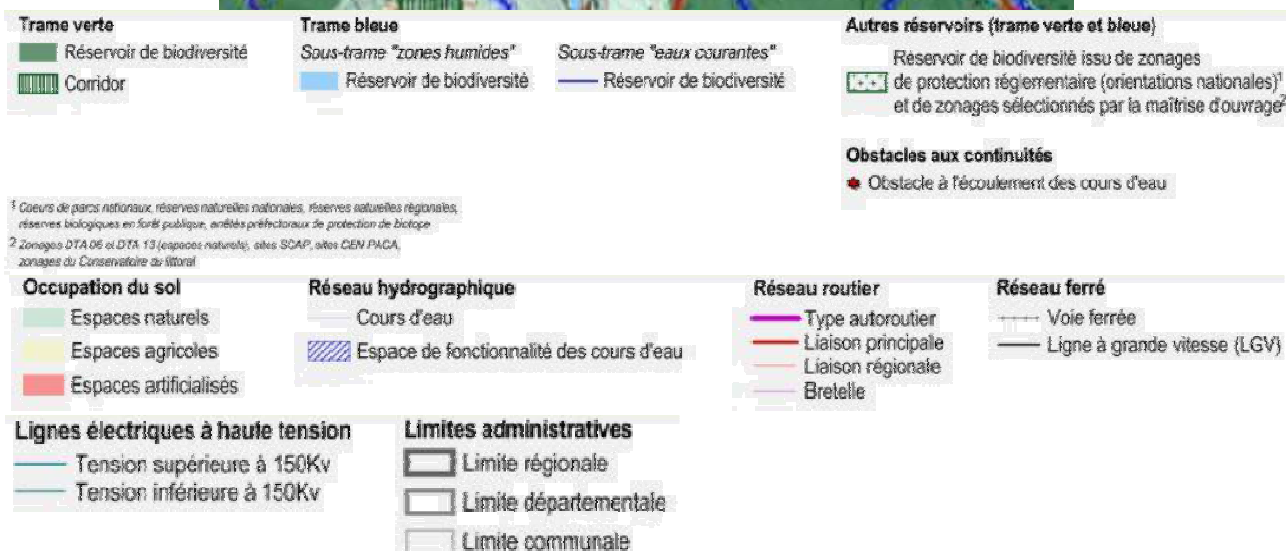 Trame verte
Réservoir de biodiversité
Corridor
Trame bleue
Sous-trame "zones humides"
Réservoir de biodiversité
Sous-trame "eaux courantes"
Réservoir de biodiversité
Autres réservoirs (trame verte et bleue)
Réservoir de biodiversité issu de zonages
de protection réglementaire (orientations nationales)¹
et de zonages sélectionnés par la maîtrise d'ouvrage²
Obstacles aux continuités
Obstacle à l'écoulement des cours d'eau
¹ Coeurs de parcs nationaux, réserves naturelles nationales, réserves naturelles régionales,
réserves biologiques en forêt publique, arrêtés préfectoraux de protection de biotope
² Zonages DTA 06 et DTA 13 (espaces naturels), sites SCAP, sites CEN PACA,
zonages du Conservatoire du littoral
Occupation du sol
Espaces naturels
Espaces agricoles
Espaces artificialisés
Réseau hydrographique
Cours d'eau
Espace de fonctionnalité des cours d'eau
Réseau routier
Type autoroutier
Liaison principale
Liaison régionale
Bretelle
Réseau ferré
Voie ferrée
Ligne à grande vitesse (LGV)
Lignes électriques à haute tension
Tension supérieure à 150Kv
Tension inférieure à 150Kv
Limites administratives
Limite régionale
Limite départementale
Limite communale